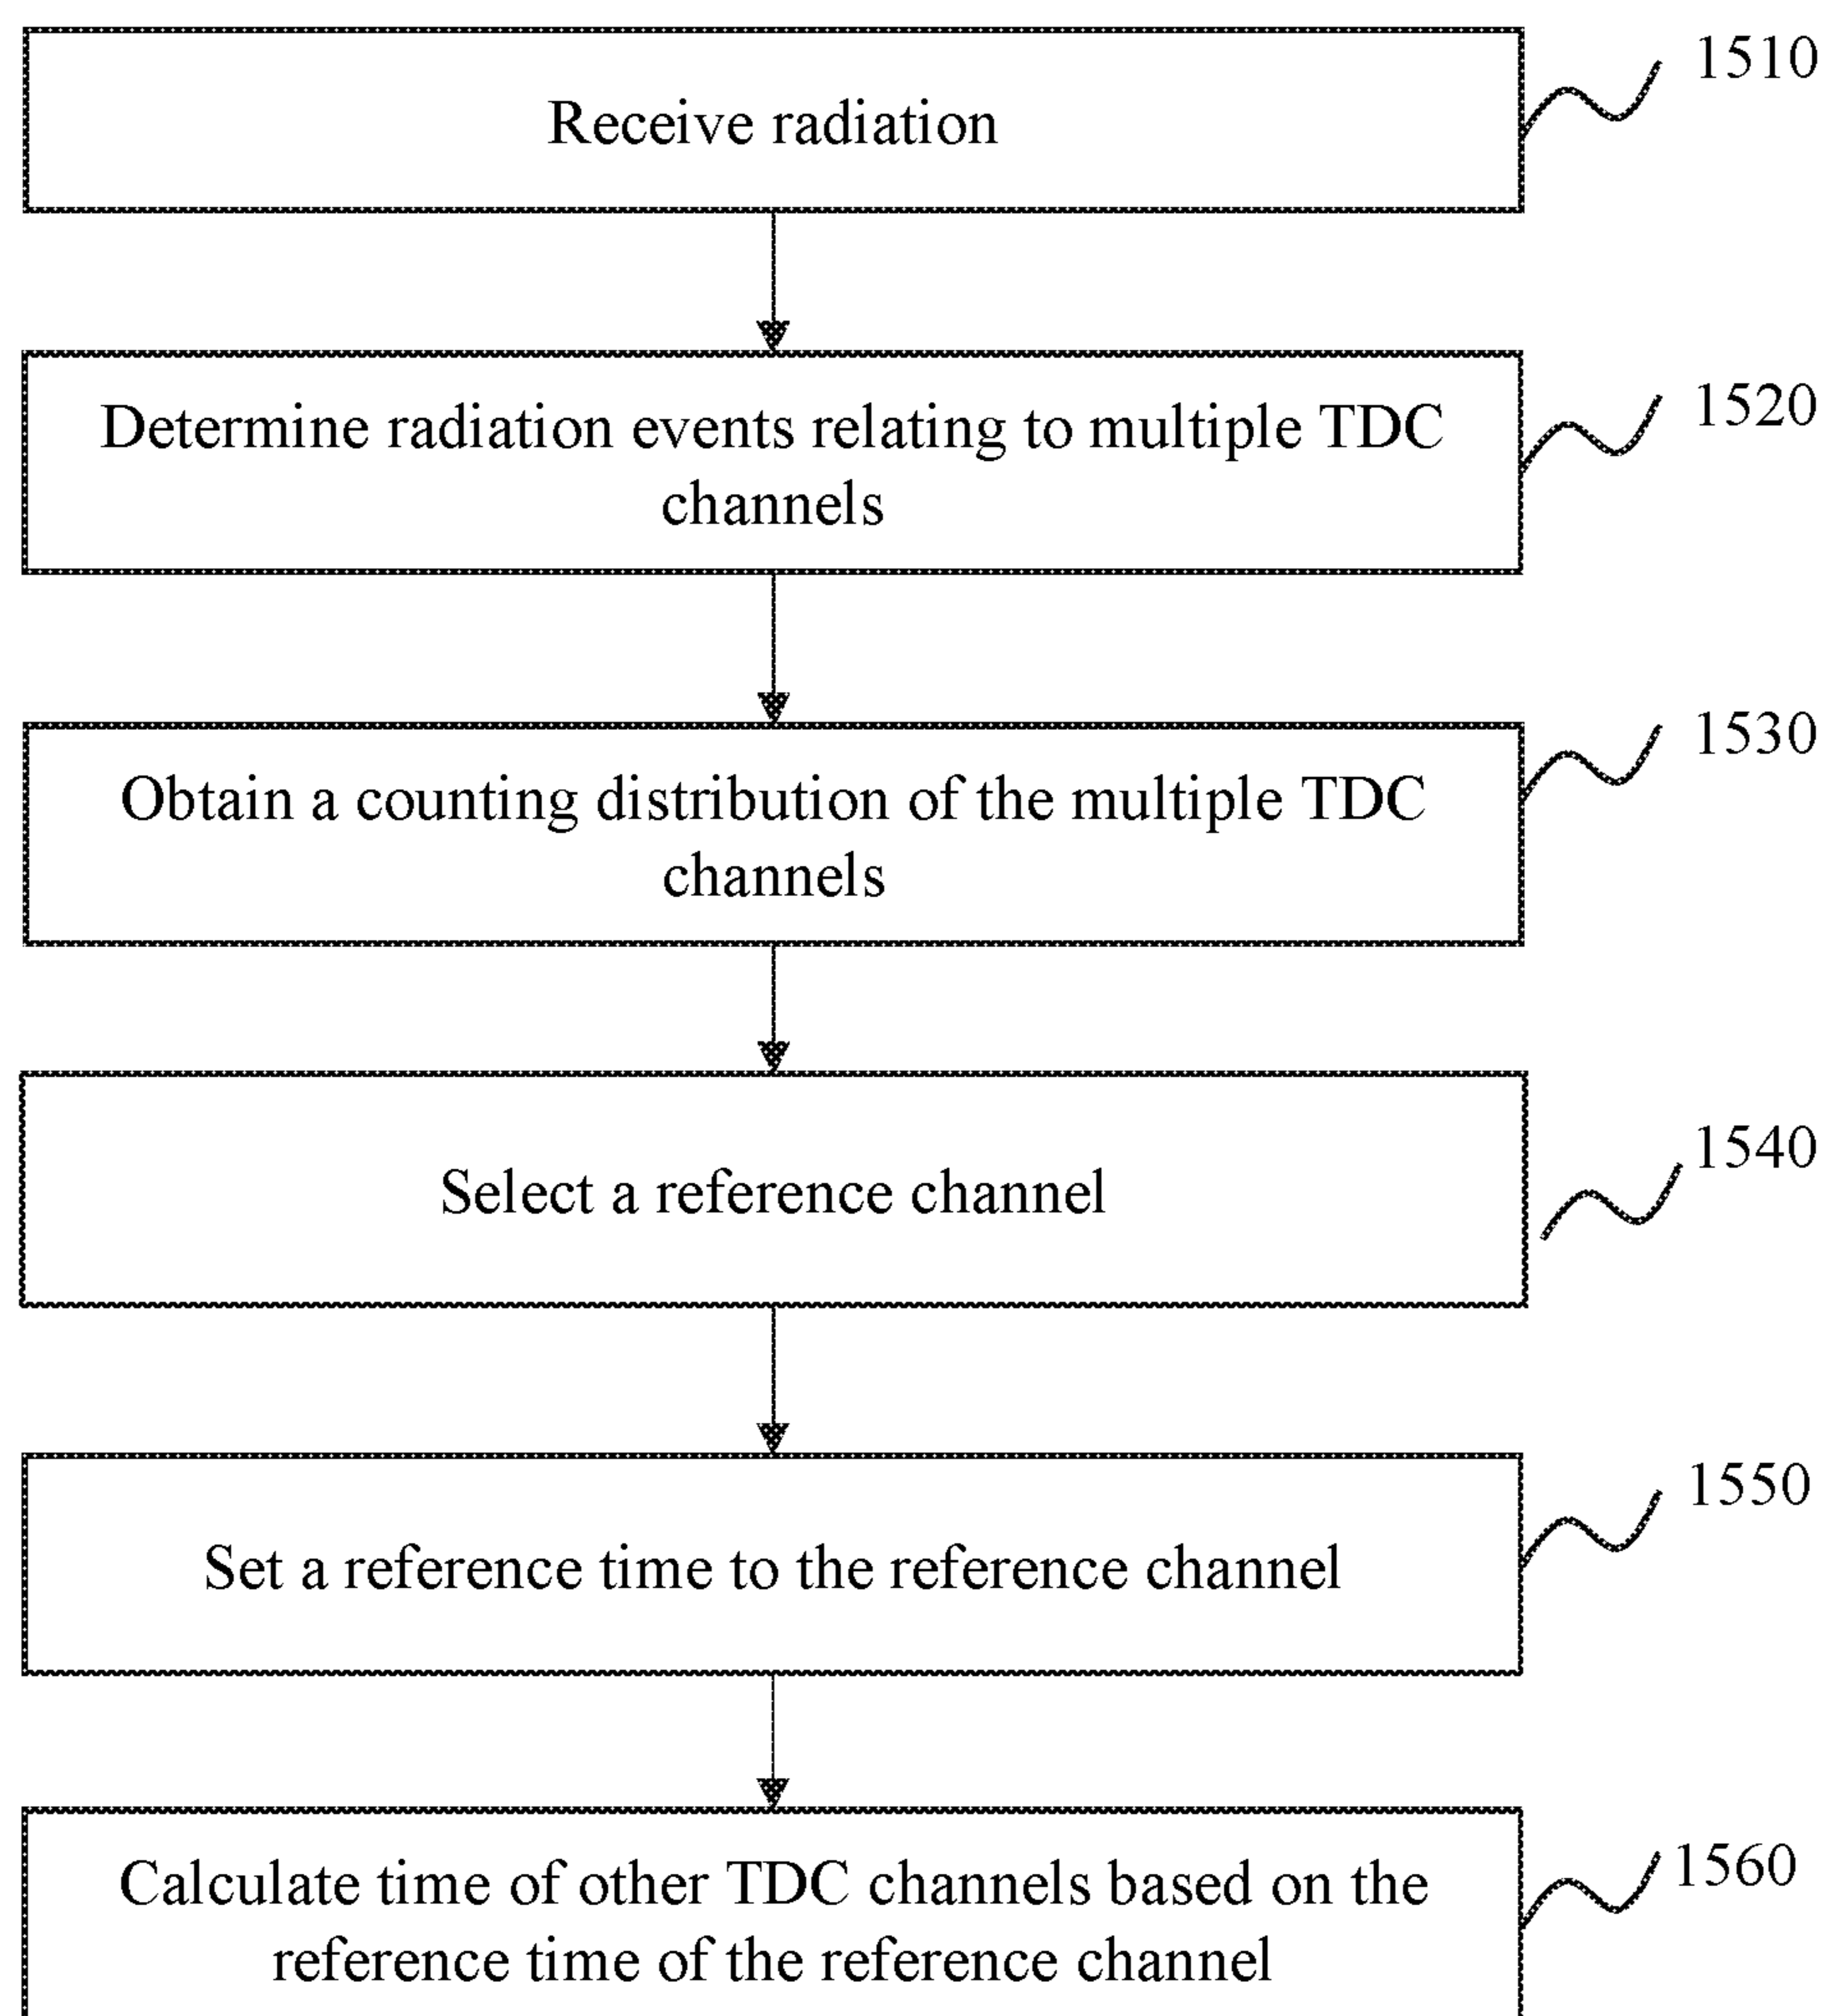 Receive radiation
1510
Determine radiation events relating to multiple TDC
channels
1520
Obtain a counting distribution of the multiple TDC
channels
1530
Select a reference channel
1540
Set a reference time to the reference channel
1550
Calculate time of other TDC channels based on the
reference time of the reference channel
1560